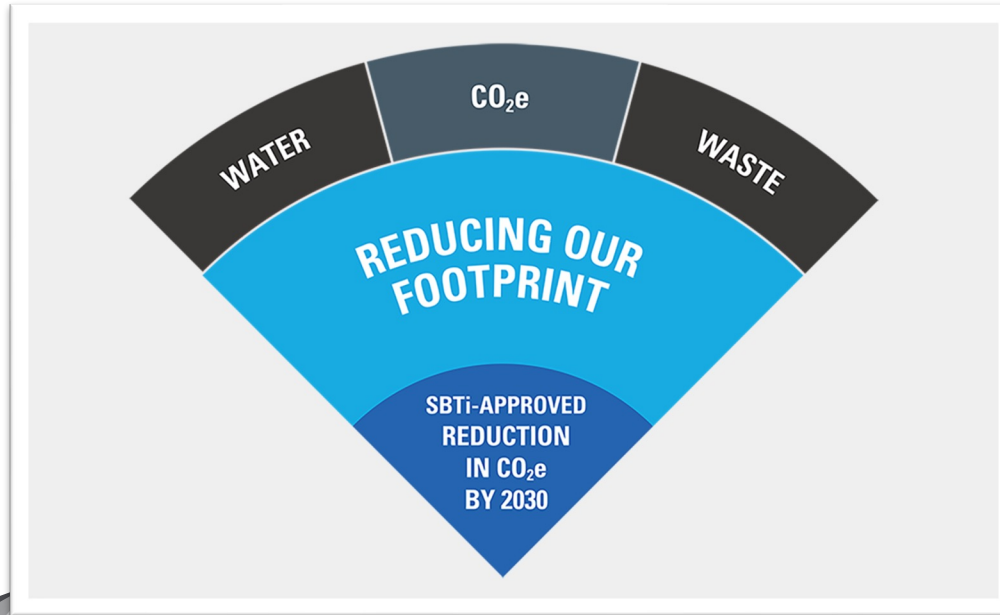 WATER
CO₂e
WASTE
REDUCING OUR
FOOTPRINT
SBTi-APPROVED
REDUCTION
IN CO₂e
BY 2030